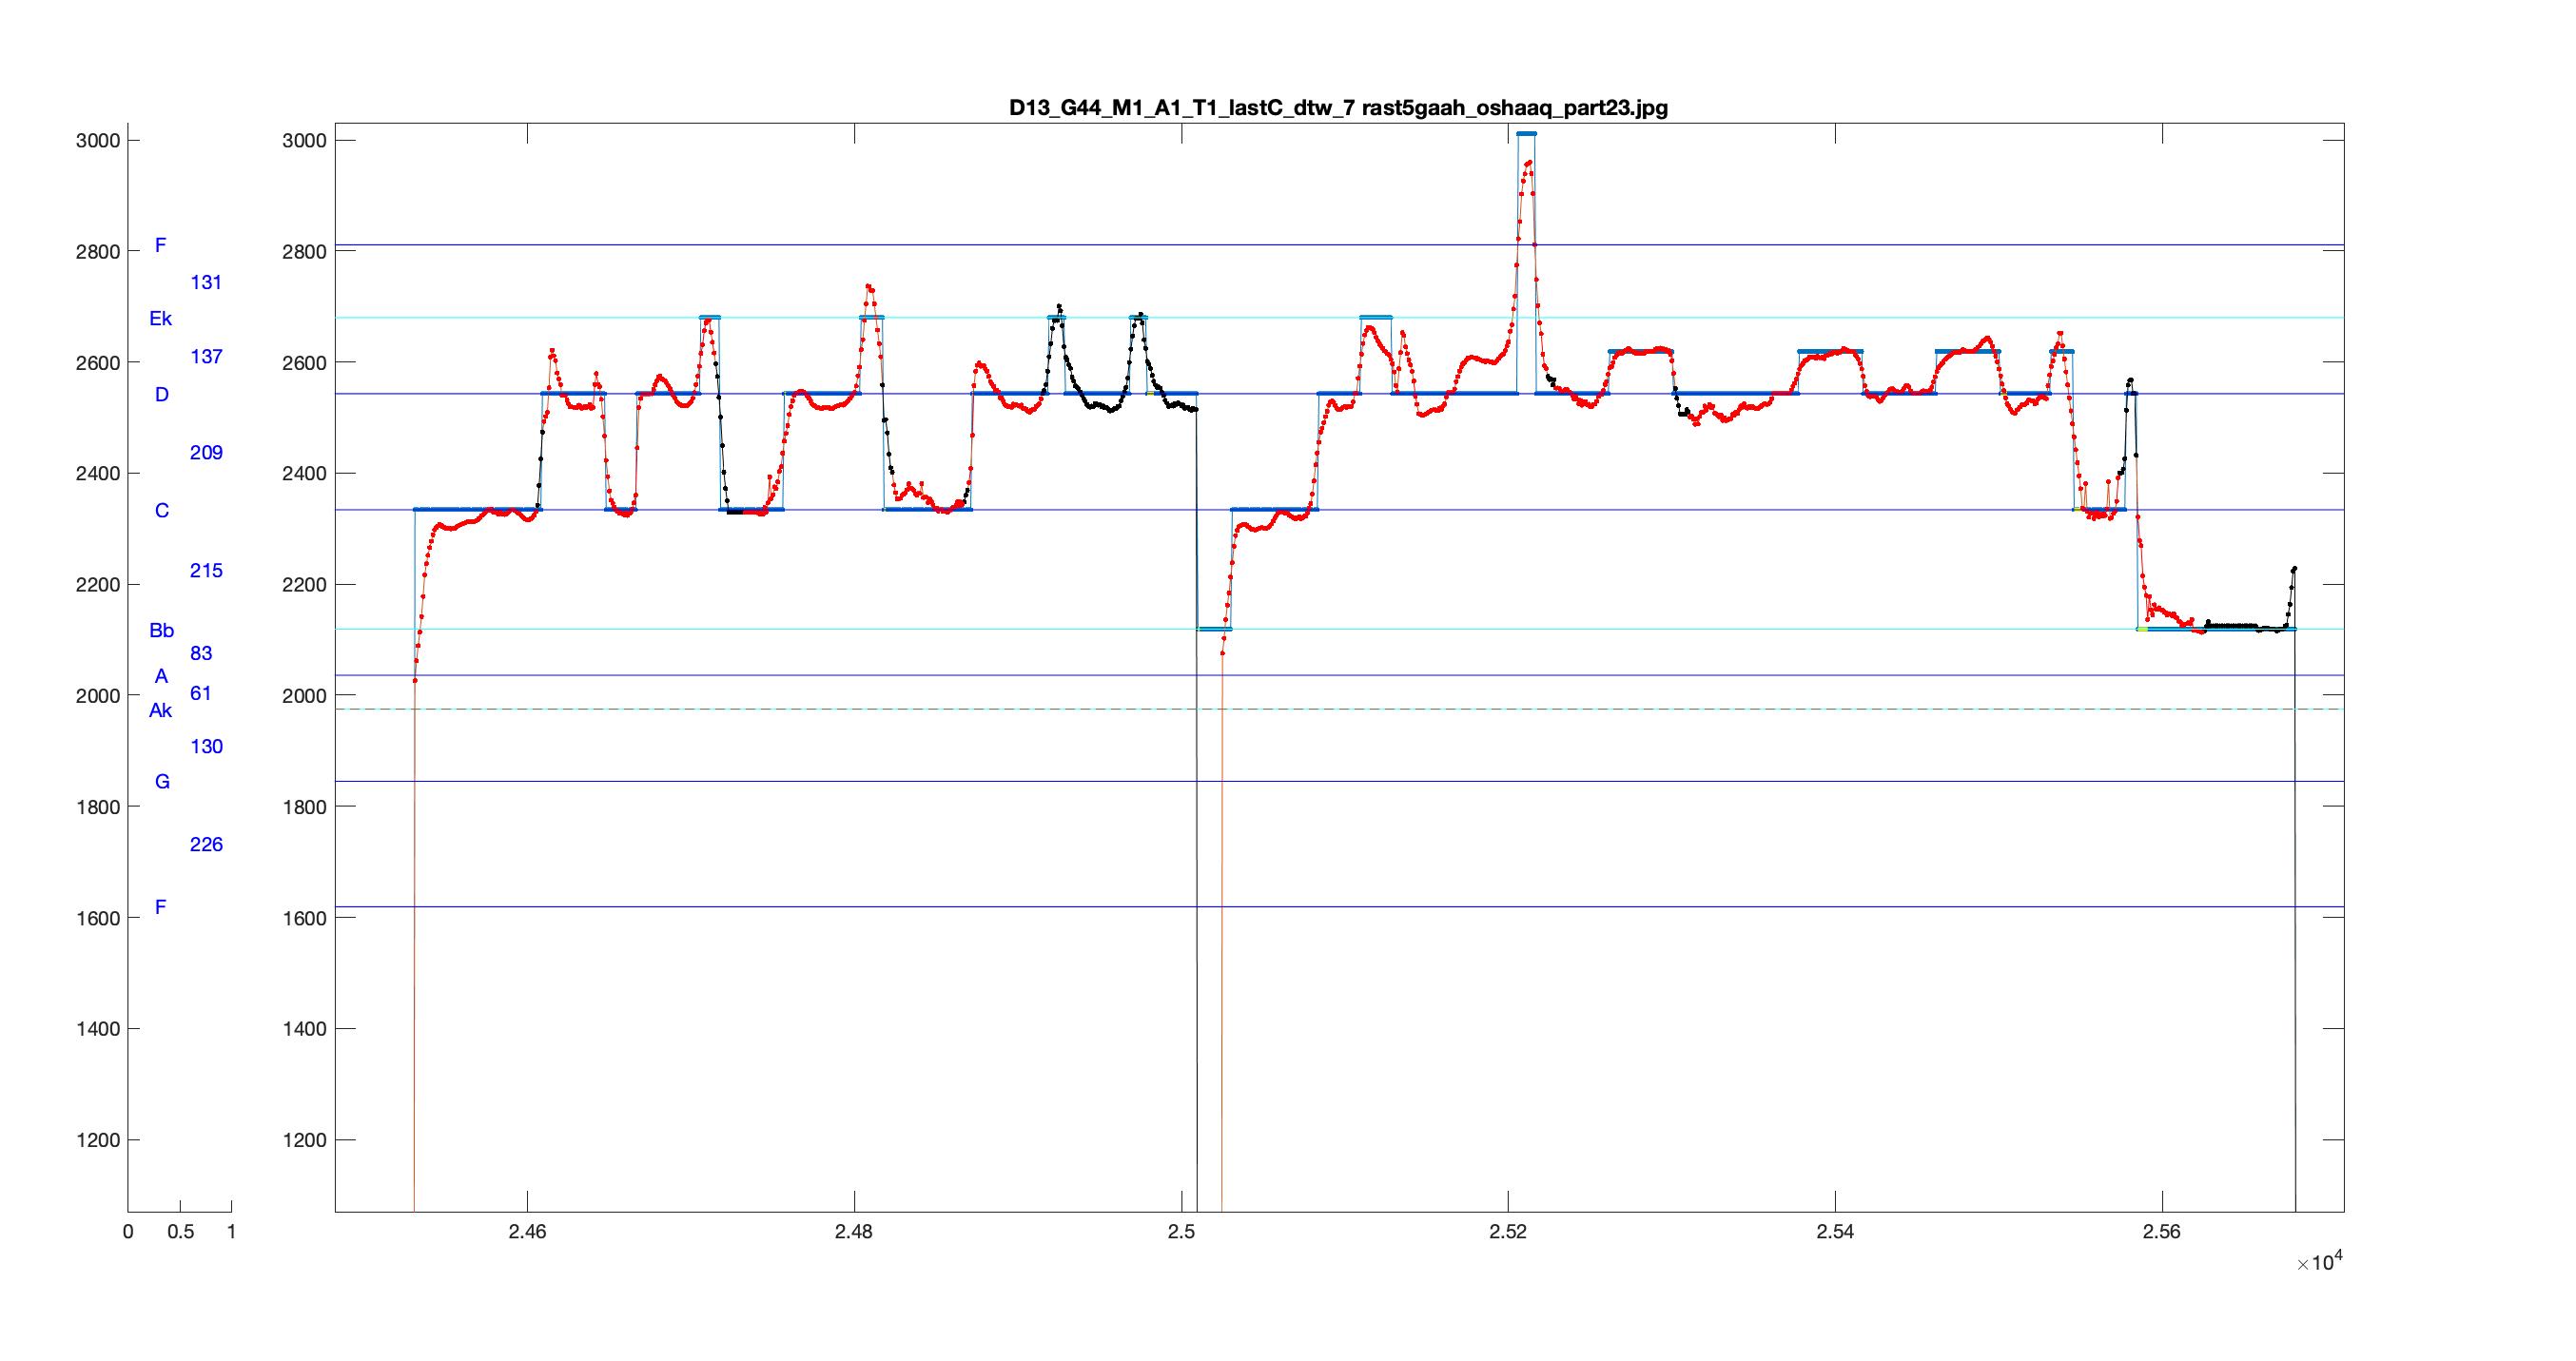 D13_G44_M1_A1_T1_lastC_dtw_7 rast5gaah_oshaaq_part23.jpg
3000 3000
2800 F 2800
131
Ek
2600 137 2600
D
2400 209 2400
C
2200 215 2200
Bb
83
A
2000 61 2000
Ak
130
G
1800 1800
226
1600 F 1600
1400 1400
1200 1200
0 0.5 1 2.46 2.48 2.5 2.52 2.54 2.56
×10⁴